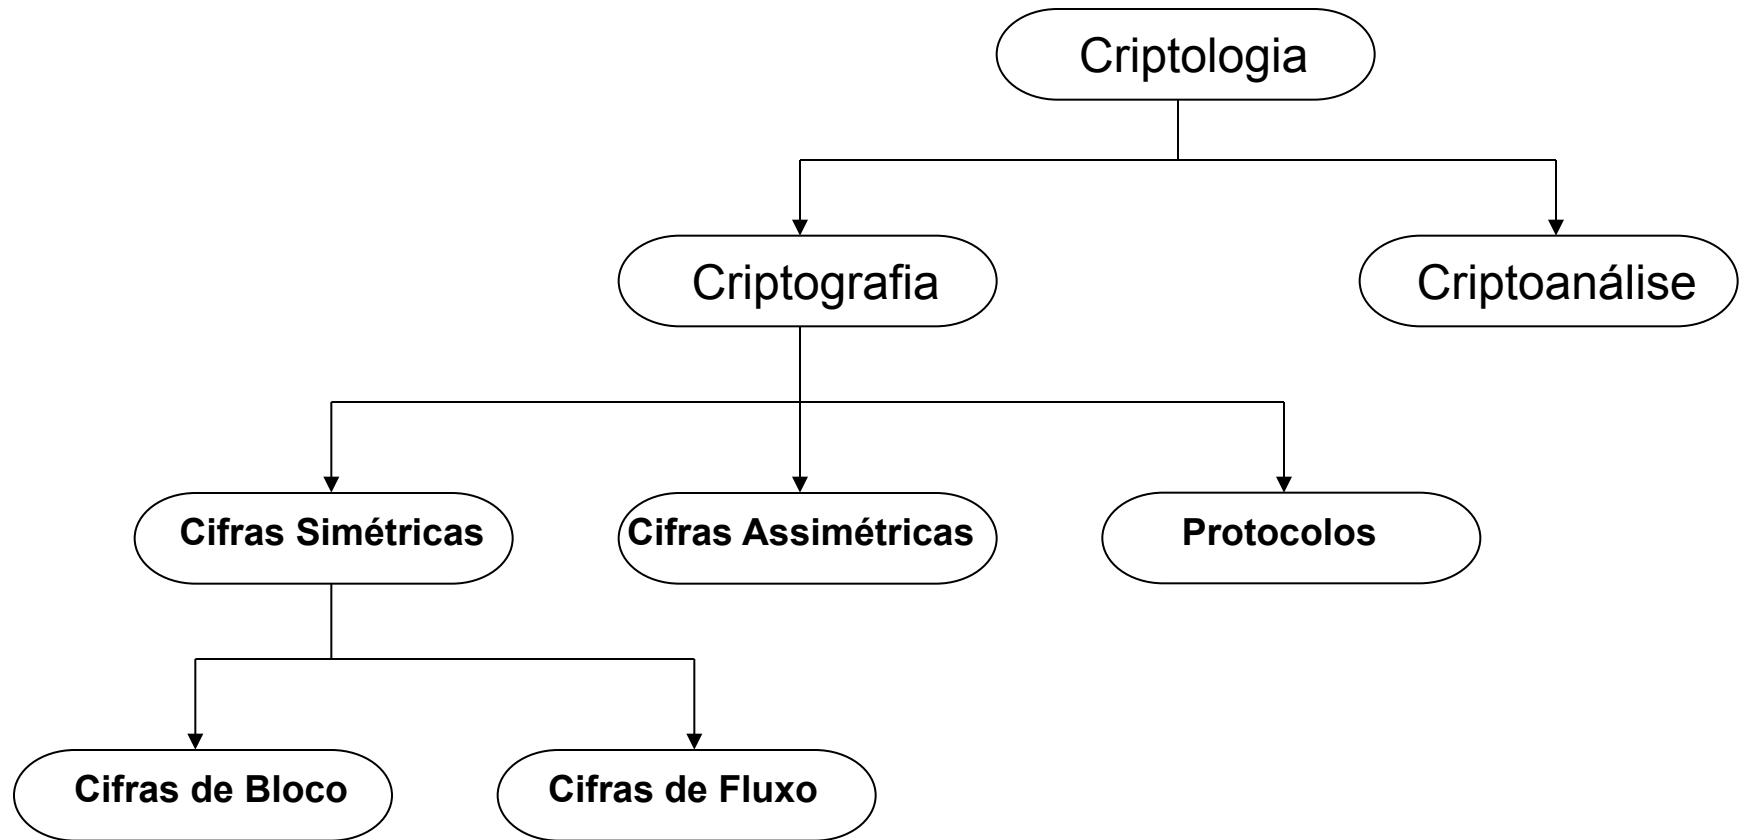 Criptologia
Criptografia
Criptoanálise
Cifras Simétricas
Cifras Assimétricas
Protocolos
Cifras de Bloco
Cifras de Fluxo